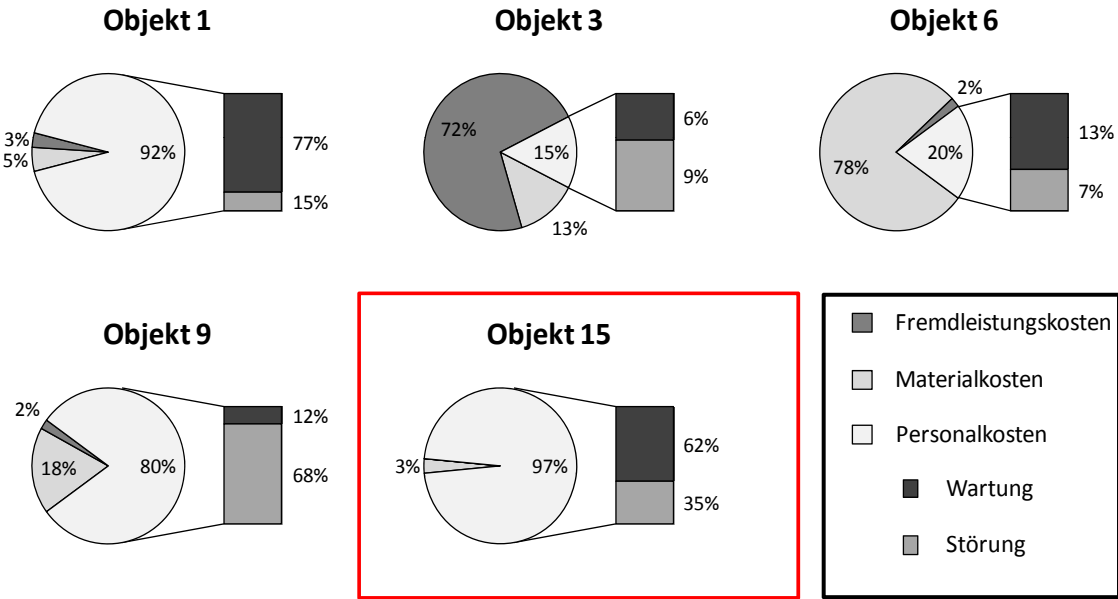 Objekt 1
3%
5%
92%
77%
15%
Objekt 3
72%
15%
13%
6%
9%
Objekt 6
2%
78%
20%
13%
7%
Objekt 9
2%
18%
80%
12%
68%
Objekt 15
3%
97%
62%
35%
Fremdleistungskosten
Materialkosten
Personalkosten
Wartung
Störung